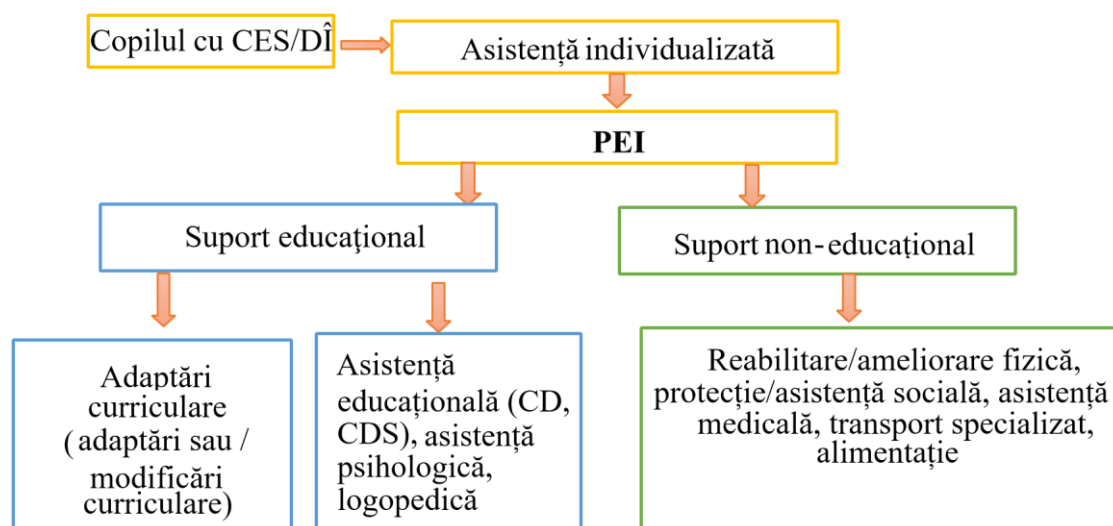 Copilul cu CES/DÎ
Asistență individualizată
PEI
Suport educațional
Suport non-educațional
Adaptări
curriculare
( adaptări sau /
modificări
curriculare)
Asistență
educațională (CD,
CDS), asistență
psihologică,
logopedică
Reabilitare/ameliorare fizică,
protecție/asistență socială, asistență
medicală, transport specializat,
alimentație